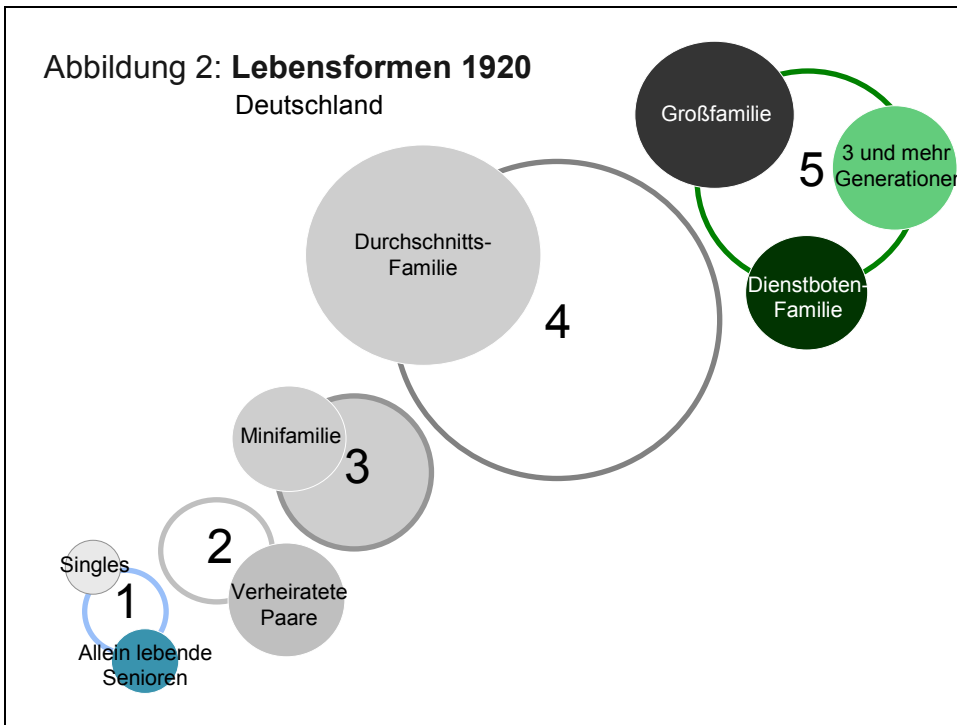 Abbildung 2: Lebensformen 1920
Deutschland
Großfamilie
5
3 und mehr
Generationen
Dienstboten-
Familie
Durchschnitts-
Familie
4
Minifamilie
3
2
Verheiratete
Paare
Singles
1
Allein lebende
Senioren